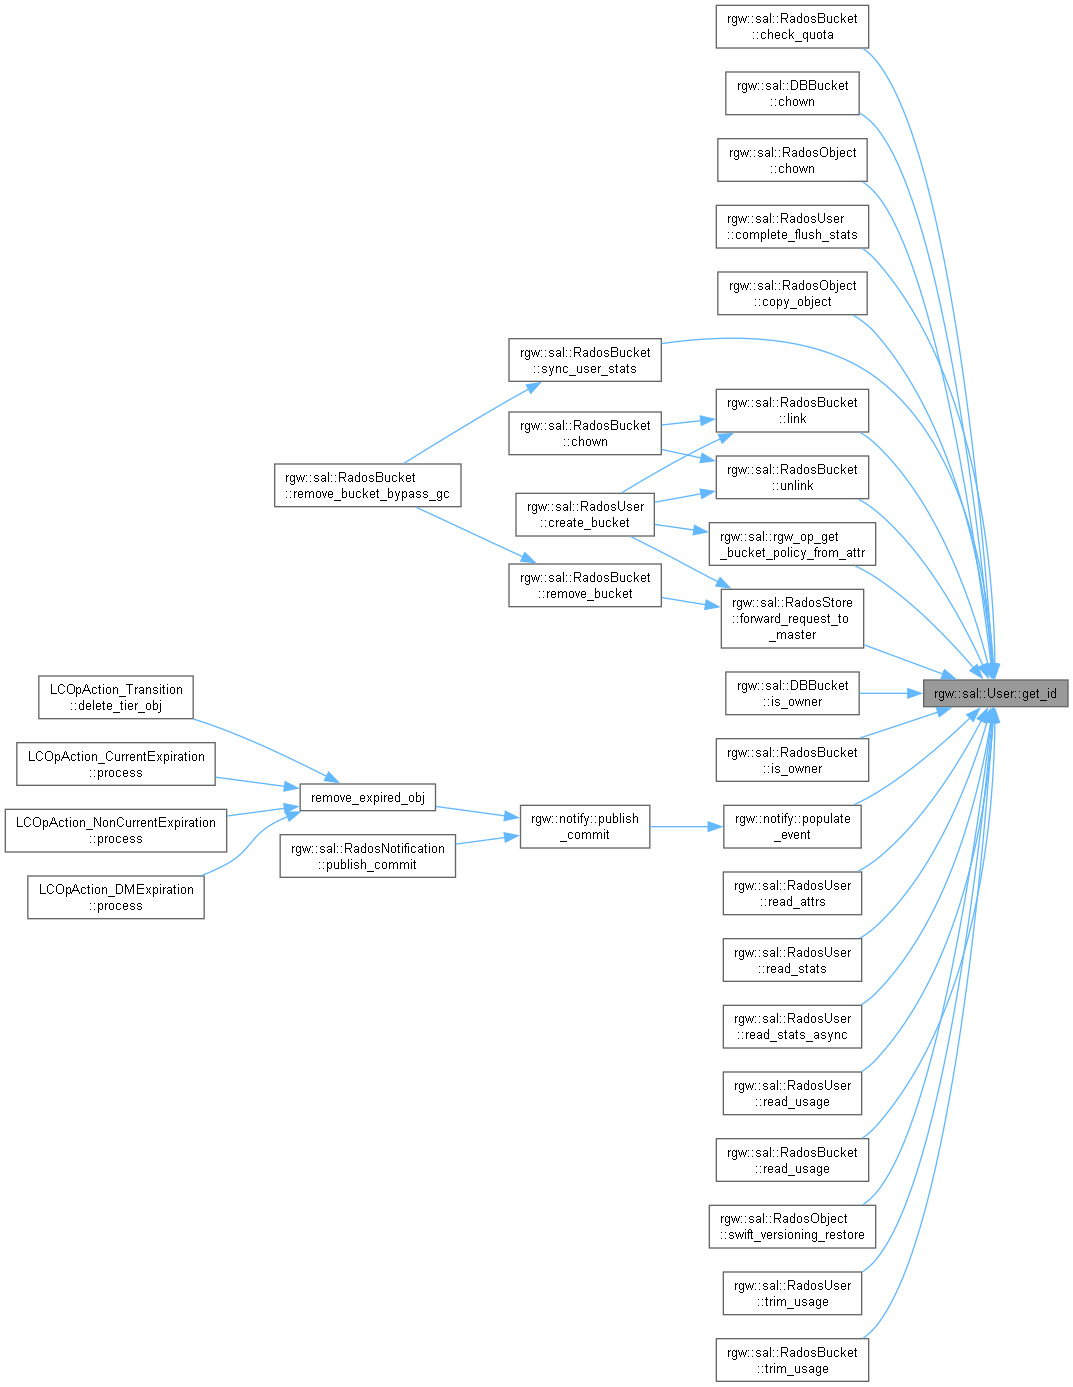 rgw::sal::RadosBucket
::check_quota
rgw::sal::DBBucket
::chown
rgw::sal::RadosObject
::chown
rgw::sal::RadosUser
::complete_flush_stats
rgw::sal::RadosObject
::copy_object
rgw::sal::RadosBucket
::sync_user_stats
rgw::sal::RadosBucket
::link
rgw::sal::RadosBucket
::chown
rgw::sal::RadosBucket
::unlink
rgw::sal::RadosBucket
::remove_bucket_bypass_gc
rgw::sal::RadosUser
::create_bucket
rgw::sal::rgw_op_get
_bucket_policy_from_attr
rgw::sal::RadosBucket
::remove_bucket
rgw::sal::RadosStore
::forward_request_to
_master
rgw::sal::User::get_id
rgw::sal::DBBucket
::is_owner
LCOpAction_Transition
::delete_tier_obj
rgw::sal::RadosBucket
::is_owner
LCOpAction_CurrentExpiration
::process
remove_expired_obj
rgw::notify::publish
_commit
rgw::notify::populate
_event
LCOpAction_NonCurrentExpiration
::process
rgw::sal::RadosNotification
::publish_commit
LCOpAction_DMExpiration
::process
rgw::sal::RadosUser
::read_attrs
rgw::sal::RadosUser
::read_stats
rgw::sal::RadosUser
::read_stats_async
rgw::sal::RadosUser
::read_usage
rgw::sal::RadosBucket
::read_usage
rgw::sal::RadosObject
::swift_versioning_restore
rgw::sal::RadosUser
::trim_usage
rgw::sal::RadosBucket
::trim_usage